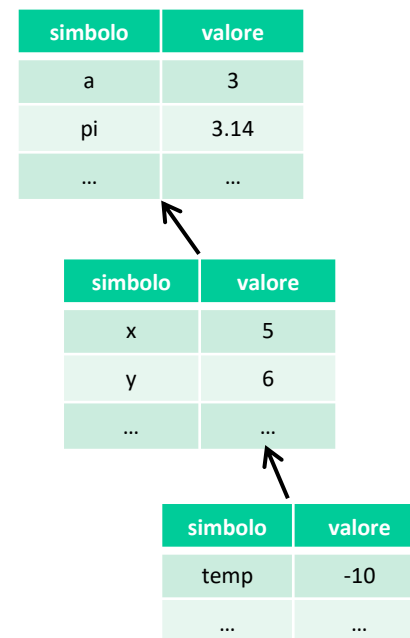 simbolo valore
a 3
pi 3.14
... ...
simbolo valore
x 5
y 6
... ...
simbolo valore
temp -10
... ...